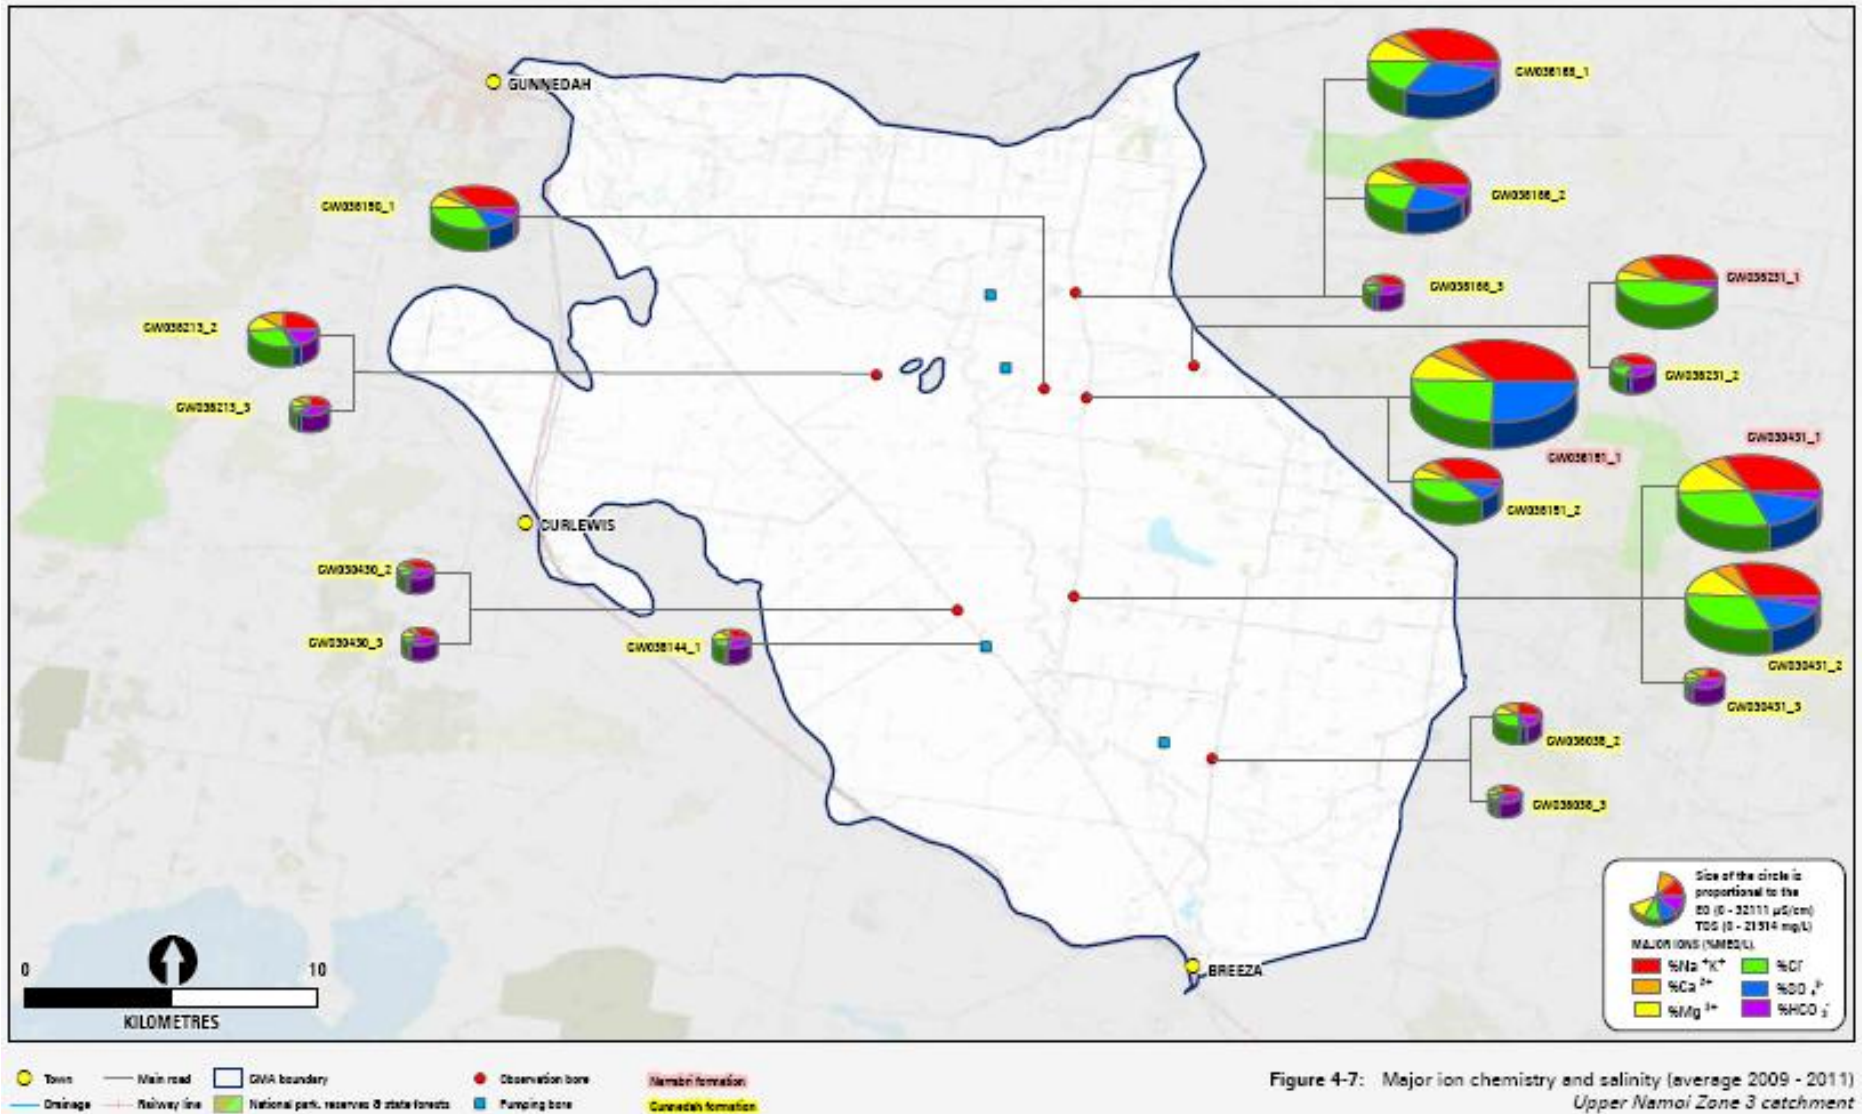 GUNNEDAH
GW036166_2
GW036166_3
GW036231_1
GW036213_2
GW036213_3
GW036231_2
GW030431_1
GW036151_1
GW036151_2
CURLEWIS
GW030430_2
GW030430_3
GW036144_1
GW030431_2
GW030431_3
GW036038_2
GW036038_3
BREEZA
0 10
KILOMETRES
Size of the circle is
proportional to the
EC (0 - 32111 µS/cm)
TDS (0 - 21514 mg/L)
MAJOR IONS (%MEQ/L)
%Na⁺K⁺ %Cl⁻
%Ca²⁺ %SO₄²⁻
%Mg²⁺ %HCO₃⁻
Town Main road GMA boundary Observation bore Narrabri formation
Drainage Railway line National park, reserves & state forests Pumping bore Gunnedah formation
Figure 4-7: Major ion chemistry and salinity (average 2009 - 2011)
Upper Namoi Zone 3 catchment